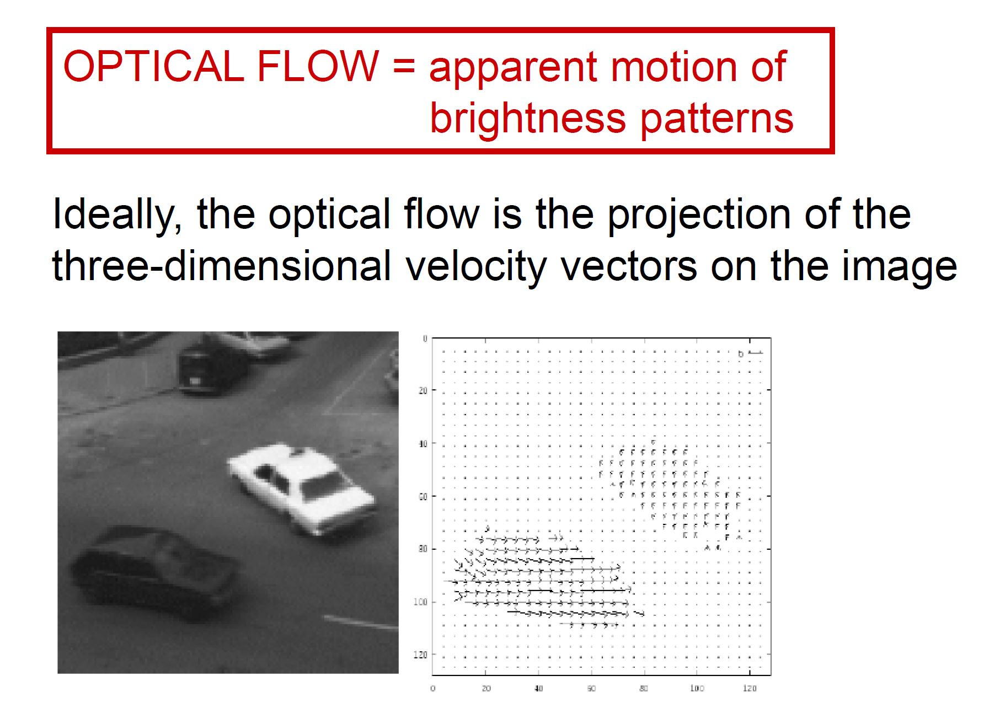 OPTICAL FLOW = apparent motion of
brightness patterns
Ideally, the optical flow is the projection of the
three-dimensional velocity vectors on the image
0
b
20
40
60
80
100
120
0 20 40 60 80 100 120